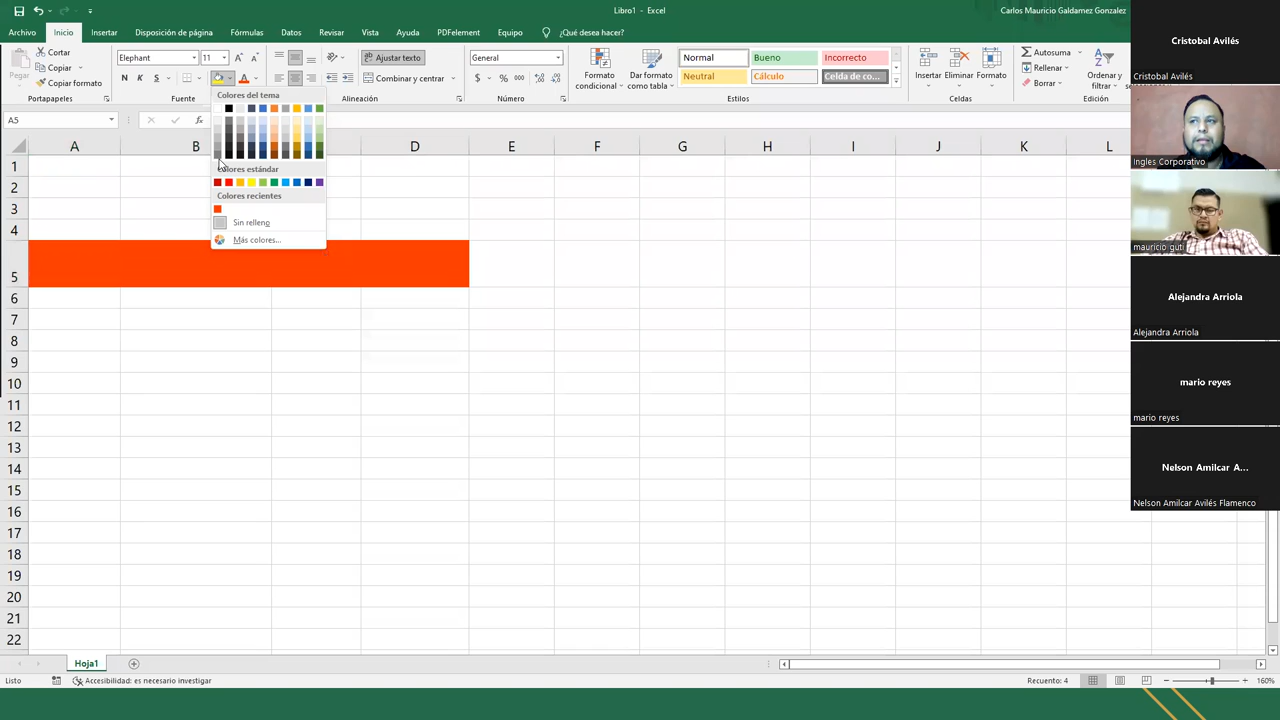 Libro1 - Excel
Carlos Mauricio Galdamez Gonzalez
Archivo Inicio Insertar Disposición de página Fórmulas Datos Revisar Vista Ayuda PDFelement Equipo ¿Qué desea hacer?
Pegar
Cortar
Copiar
Copiar formato
Portapapeles
Elephant 11
N K S
Fuente
Ajustar texto
Combinar y centrar
Alineación
General
$ % 000
Número
Formato condicional
Dar formato como tabla
Normal Bueno Incorrecto
Neutral Cálculo Celda de co...
Estilos
Insertar Eliminar Formato
Celdas
Autosuma
Rellenar
Borrar
Ordenar y filtrar
A5
fx
Colores del tema
Colores estándar
Colores recientes
Sin relleno
Más colores...
A B D E F G H I J K L
1
2
3
4
5
6
7
8
9
10
11
12
13
14
15
16
17
18
19
20
21
22
Hoja1
Listo
Accesibilidad: es necesario investigar
Recuento: 4
160%
Cristobal Avilés
Cristobal Avilés
Ingles Corporativo
mauricio guti
Alejandra Arriola
Alejandra Arriola
mario reyes
mario reyes
Nelson Amilcar A...
Nelson Amilcar Avilés Flamenco